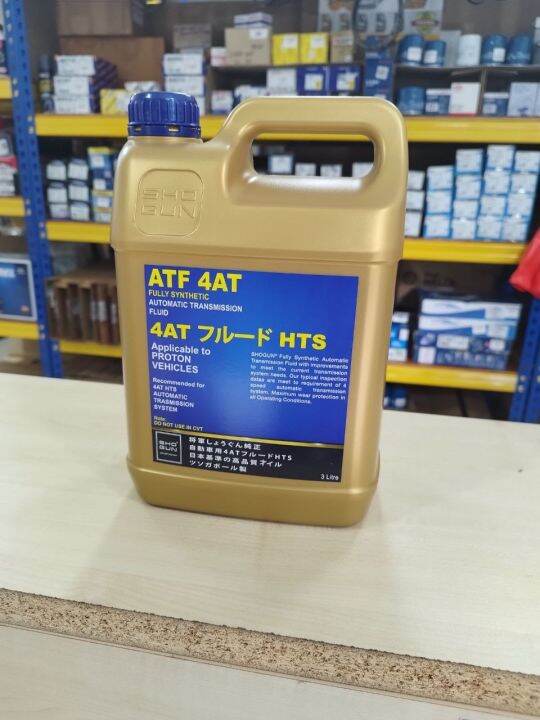 SHO
GUN
ATF 4AT
FULLY SYNTHETIC
AUTOMATIC TRANSMISSION
FLUID
4AT フルード HTS
Applicable to
PROTON
VEHICLES
SHOGUN® Fully Synthetic Automatic
Transmission Fluid with improvements
to meet the current transmission
system needs. Our typical inspection
datas are meet to requirement of 4
speed automatic transmission
system. Maximum wear protection in
all Operating Conditions.
Recommended for
4AT HTS
AUTOMATIC
TRASMISSION
SYSTEM
Note:
DO NOT USE IN CVT
SHO
GUN
将軍しょうぐん純正
自動車用4ATフルードHTS
日本基準の高品質オイル
ツソガポール製
3 Litre